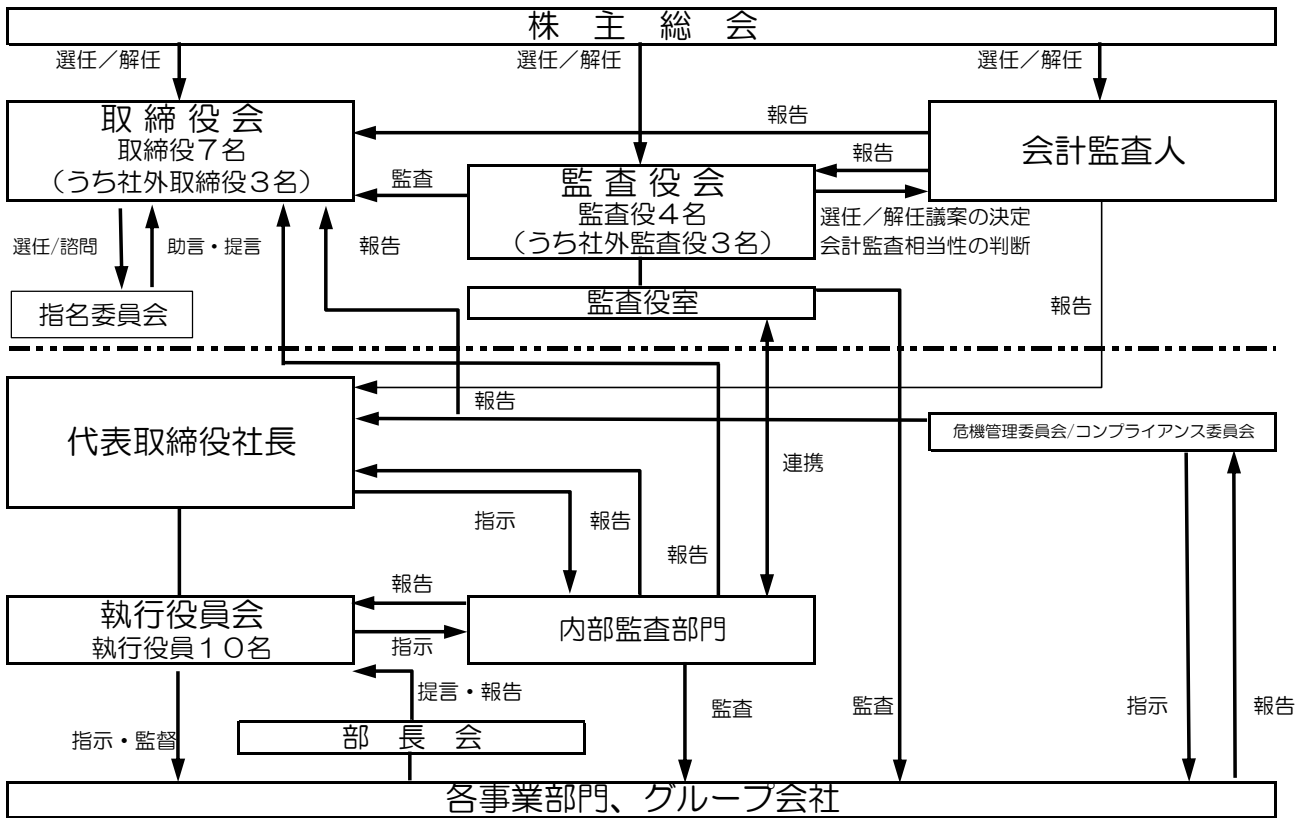 株　主　総　会
選任／解任
選任／解任
選任／解任
取 締 役 会
取締役７名
（うち社外取締役３名）
報告
会計監査人
報告
監査
監 査 役 会
監査役４名
（うち社外監査役３名）
選任／解任議案の決定
会計監査相当性の判断
選任/諮問
助言・提言
報告
指名委員会
監査役室
報告
代表取締役社長
報告
危機管理委員会/コンプライアンス委員会
連携
指示
報告
報告
執行役員会
執行役員１０名
報告
指示
内部監査部門
提言・報告
監査
監査
指示
報告
指示・監督
部　長　会
各事業部門、グループ会社